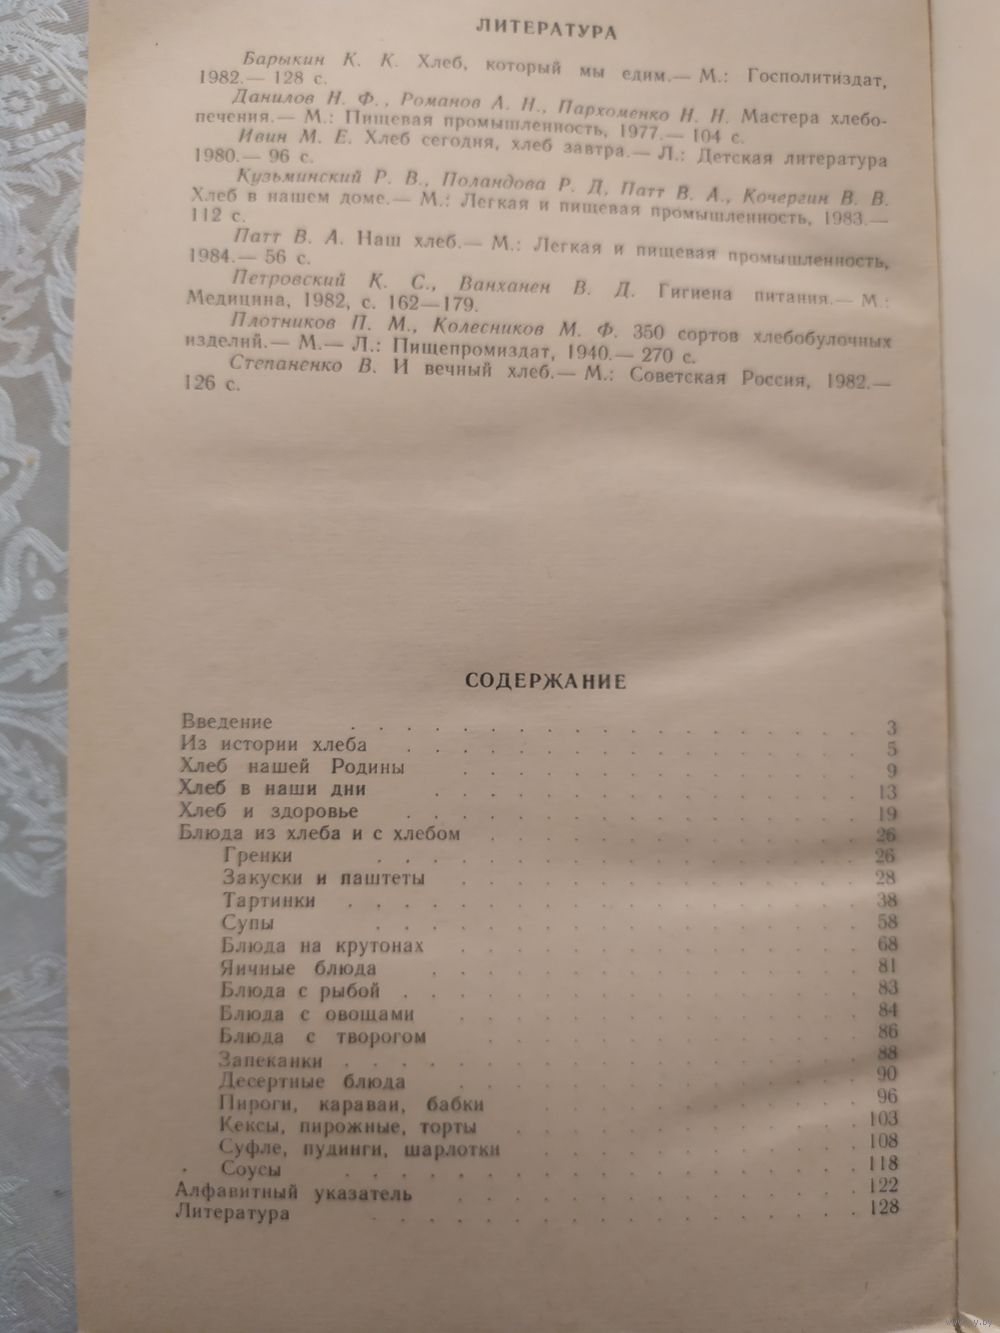 ЛИТЕРАТУРА
Барыкин К. К. Хлеб, который мы едим.— М.: Госполитиздат,
1982.— 128 с.
Данилов Н. Ф., Романов А. Н., Пархоменко Н. Н. Мастера хлебо-
печения.— М.: Пищевая промышленность, 1977.— 104 с.
Ивин М. Е. Хлеб сегодня, хлеб завтра.— Л.: Детская литература
1980.— 96 с.
Кузьминский Р. В., Поландова Р. Д, Патт В. А., Кочергин В. В.
Хлеб в нашем доме.— М.: Легкая и пищевая промышленность, 1983.—
112 с.
Патт В. А. Наш хлеб.— М.: Легкая и пищевая промышленность,
1984.— 56 с.
Петровский К. С., Ванханен В. Д. Гигиена питания.— М.:
Медицина, 1982, с. 162—179.
Плотников П. М., Колесников М. Ф. 350 сортов хлебобулочных
изделий.— М.— Л.: Пищепромиздат, 1940.— 270 с.
Степаненко В. И вечный хлеб.— М.: Советская Россия, 1982.—
126 с.
СОДЕРЖАНИЕ
Введение 3
Из истории хлеба 5
Хлеб нашей Родины 9
Хлеб в наши дни 13
Хлеб и здоровье 19
Блюда из хлеба и с хлебом 26
Гренки 26
Закуски и паштеты 28
Тартинки 38
Супы 58
Блюда на крутонах 68
Яичные блюда 81
Блюда с рыбой 83
Блюда с овощами 84
Блюда с творогом 86
Запеканки 88
Десертные блюда 90
Пироги, караваи, бабки 96
Кексы, пирожные, торты 103
Суфле, пудинги, шарлотки 108
Соусы 118
Алфавитный указатель 122
Литература 128